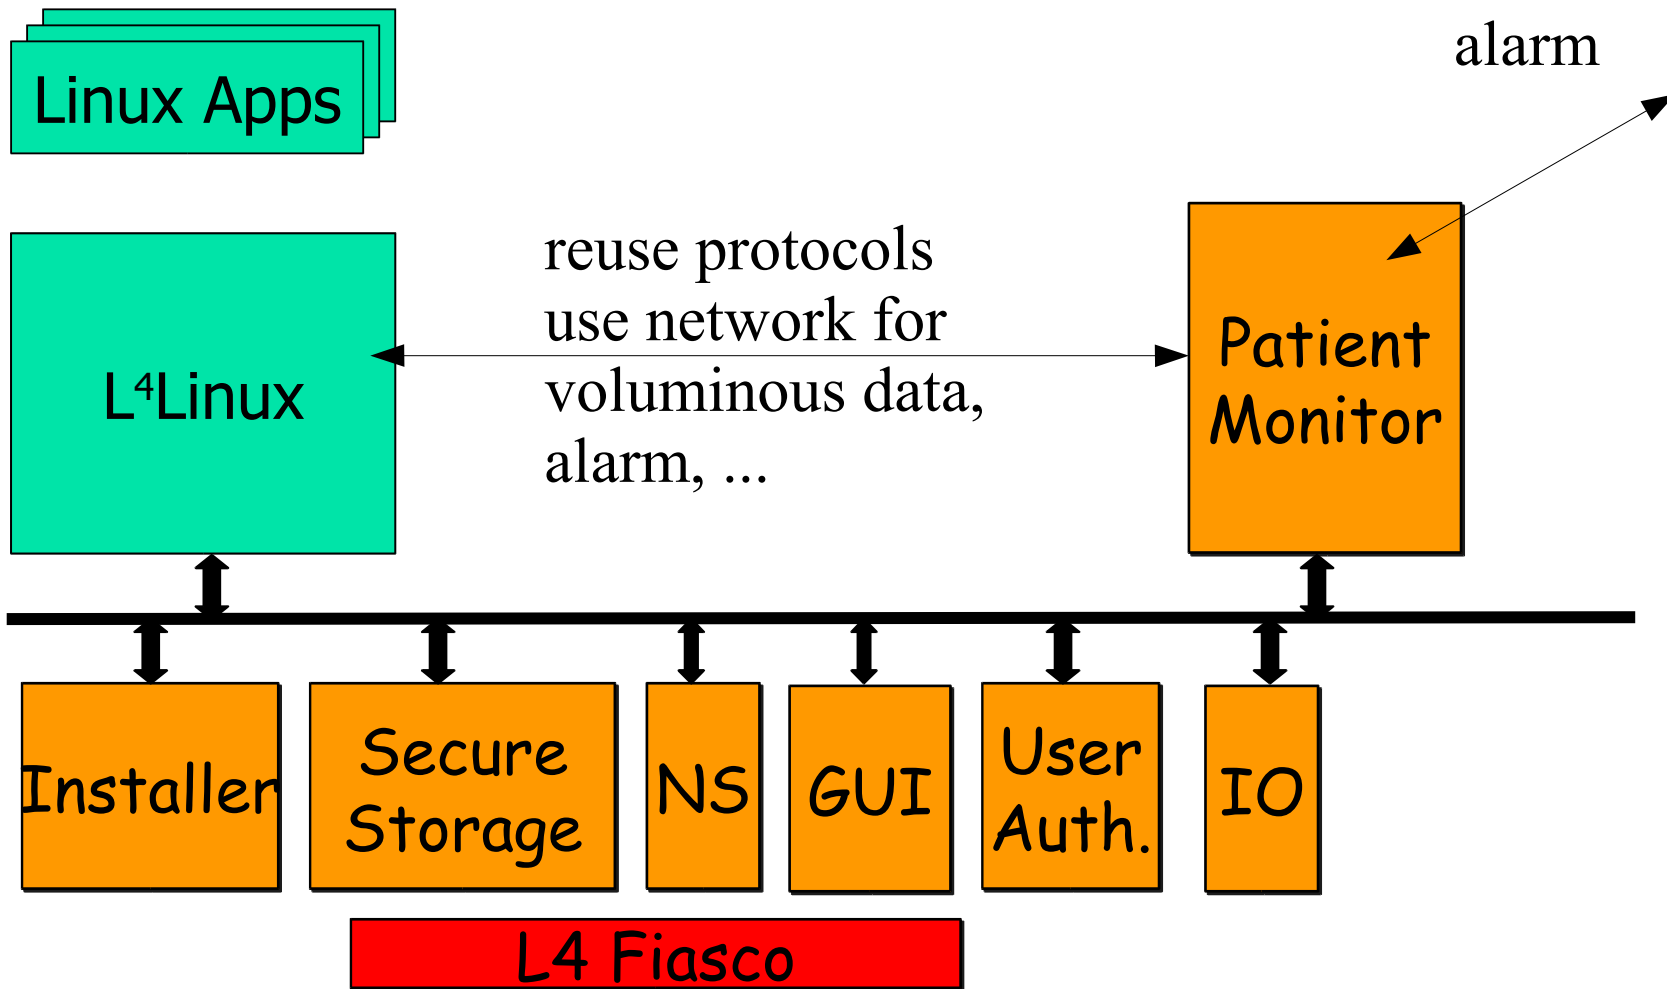 alarm
Linux Apps
reuse protocols
use network for
voluminous data,
alarm, ...
L⁴Linux
Patient
Monitor
Installer
Secure
Storage
NS
GUI
User
Auth.
IO
L4 Fiasco